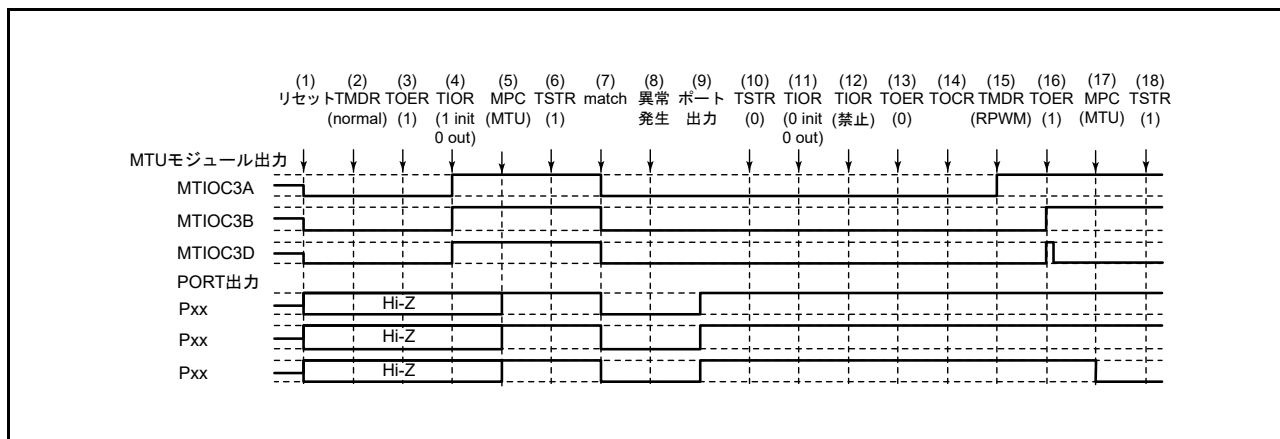 (1) (2) (3) (4) (5) (6) (7) (8) (9) (10) (11) (12) (13) (14) (15) (16) (17) (18)
リセット TMDR TOER TIOR MPC TSTR match 異常 ポート TSTR TIOR TIOR TOER TOCR TMDR TOER MPC TSTR
(normal) (1) (1 init (MTU) (1) 発生 出力 (0) (0 init (禁止) (0) (RPWM) (1) (MTU) (1)
0 out) 0 out)
MTUモジュール出力
MTIOC3A
MTIOC3B
MTIOC3D
PORT出力
Pxx Hi-Z
Pxx Hi-Z
Pxx Hi-Z